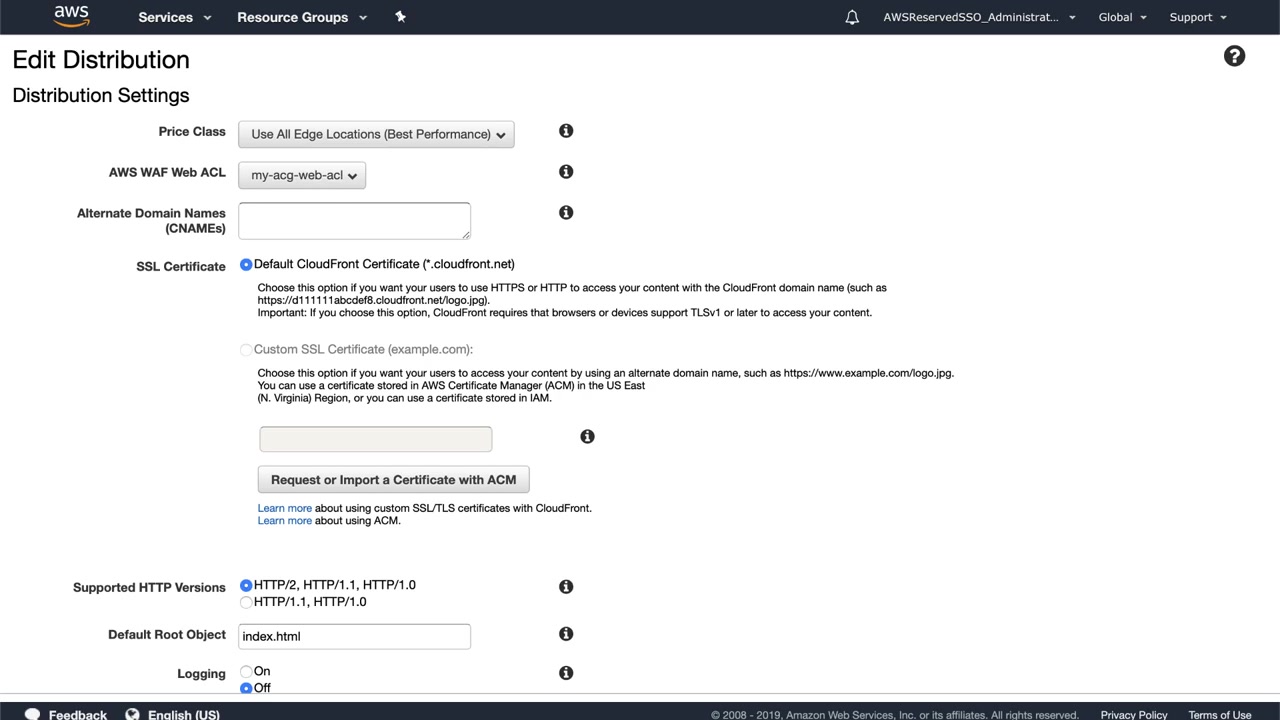 aws
Services
Resource Groups
AWSReservedSSO_Administrat...
Global
Support
Edit Distribution
?
Distribution Settings
Price Class
Use All Edge Locations (Best Performance)
AWS WAF Web ACL
my-acg-web-acl
Alternate Domain Names
(CNAMEs)
SSL Certificate
Default CloudFront Certificate (*.cloudfront.net)
Choose this option if you want your users to use HTTPS or HTTP to access your content with the CloudFront domain name (such as
https://d111111abcdef8.cloudfront.net/logo.jpg).
Important: If you choose this option, CloudFront requires that browsers or devices support TLSv1 or later to access your content.
Custom SSL Certificate (example.com):
Choose this option if you want your users to access your content by using an alternate domain name, such as https://www.example.com/logo.jpg.
You can use a certificate stored in AWS Certificate Manager (ACM) in the US East
(N. Virginia) Region, or you can use a certificate stored in IAM.
Request or Import a Certificate with ACM
Learn more about using custom SSL/TLS certificates with CloudFront.
Learn more about using ACM.
Supported HTTP Versions
HTTP/2, HTTP/1.1, HTTP/1.0
HTTP/1.1, HTTP/1.0
Default Root Object
index.html
Logging
On
Off
Feedback
English (US)
© 2008 - 2019, Amazon Web Services, Inc. or its affiliates. All rights reserved.
Privacy Policy
Terms of Use